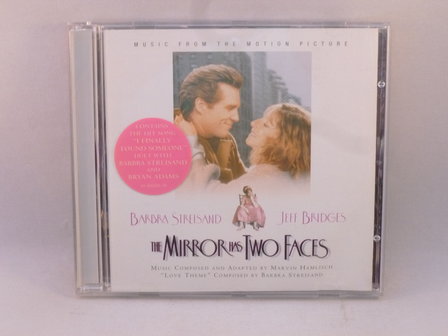 MUSIC FROM THE MOTION PICTURE
CONTAINS
THE HIT SONG
"I FINALLY
FOUND SOMEONE"
DUET WITH
BARBRA STREISAND
AND
BRYAN ADAMS
BARBRA STREISAND JEFF BRIDGES
THE MIRROR HAS TWO FACES
MUSIC COMPOSED AND ADAPTED BY MARVIN HAMLISCH
"LOVE THEME" COMPOSED BY BARBRA STREISAND